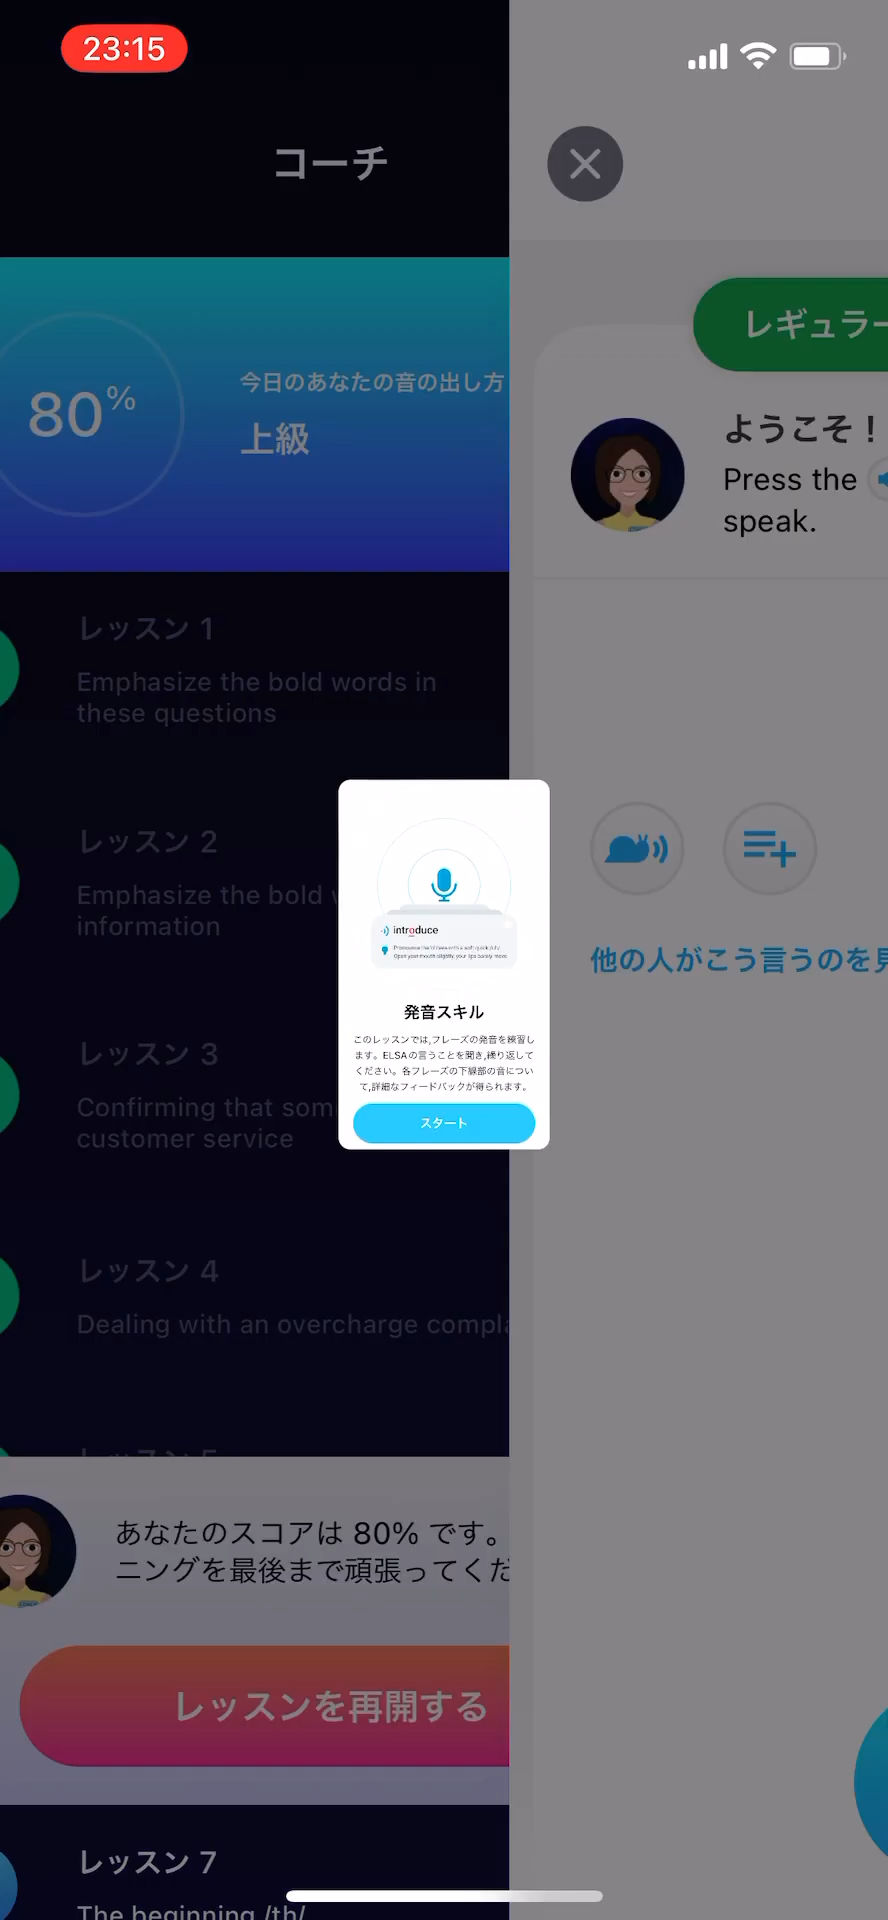 23:15
コーチ
80%
今日のあなたの音の出し方
上級
レッスン 1
Emphasize the bold words in
these questions
レッスン 2
Emphasize the bold
information
レッスン 3
Confirming that som
customer service
レッスン 4
Dealing with an overcharge compl
レッスン 5
あなたのスコアは 80% です。
ニングを最後まで頑張ってくだ
レッスンを再開する
レッスン 7
The beginning /th/
レギュラー
ようこそ！
Press the
speak.
他の人がこう言うのを見
introduce
発音スキル
このレッスンでは,フレーズの発音を練習し
ます。ELSAの言うことを聞き,繰り返して
ください。各フレーズの下線部の音につい
て,詳細なフィードバックが得られます。
スタート